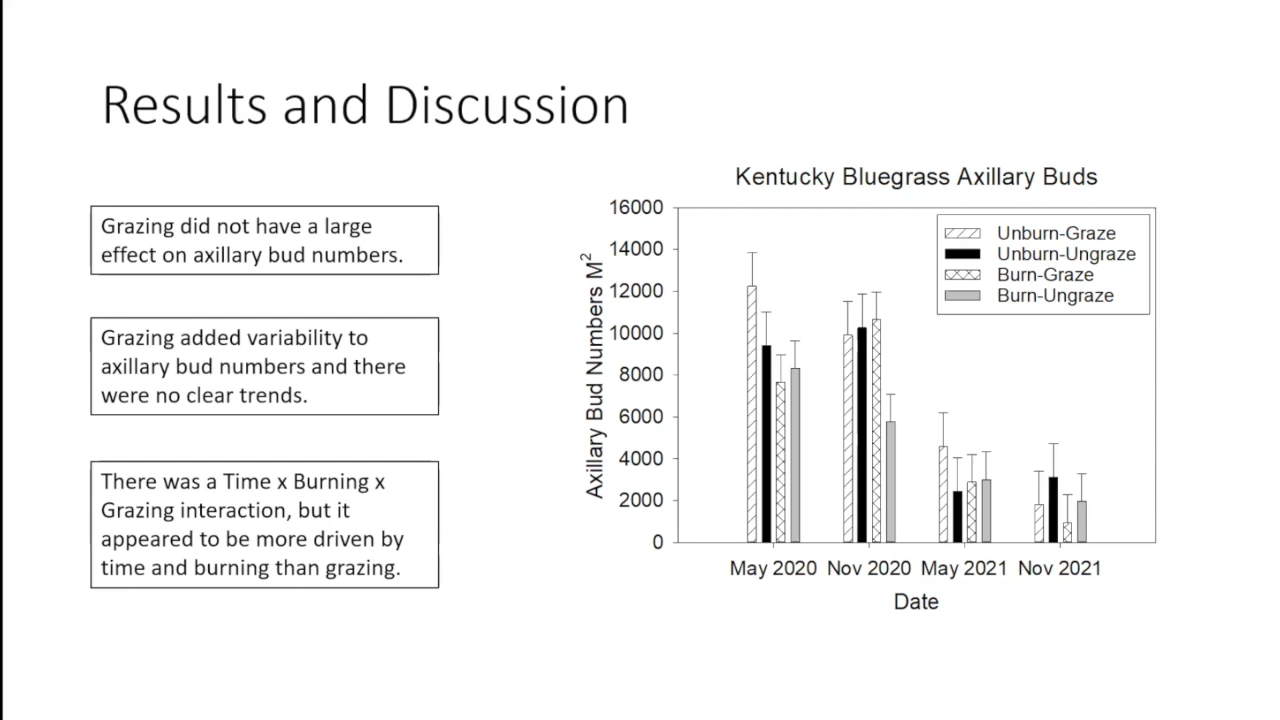 Results and Discussion
Grazing did not have a large
effect on axillary bud numbers.
Grazing added variability to
axillary bud numbers and there
were no clear trends.
There was a Time x Burning x
Grazing interaction, but it
appeared to be more driven by
time and burning than grazing.
Kentucky Bluegrass Axillary Buds
Axillary Bud Numbers M²
16000
14000
12000
10000
8000
6000
4000
2000
0
Unburn-Graze
Unburn-Ungraze
Burn-Graze
Burn-Ungraze
May 2020 Nov 2020 May 2021 Nov 2021
Date